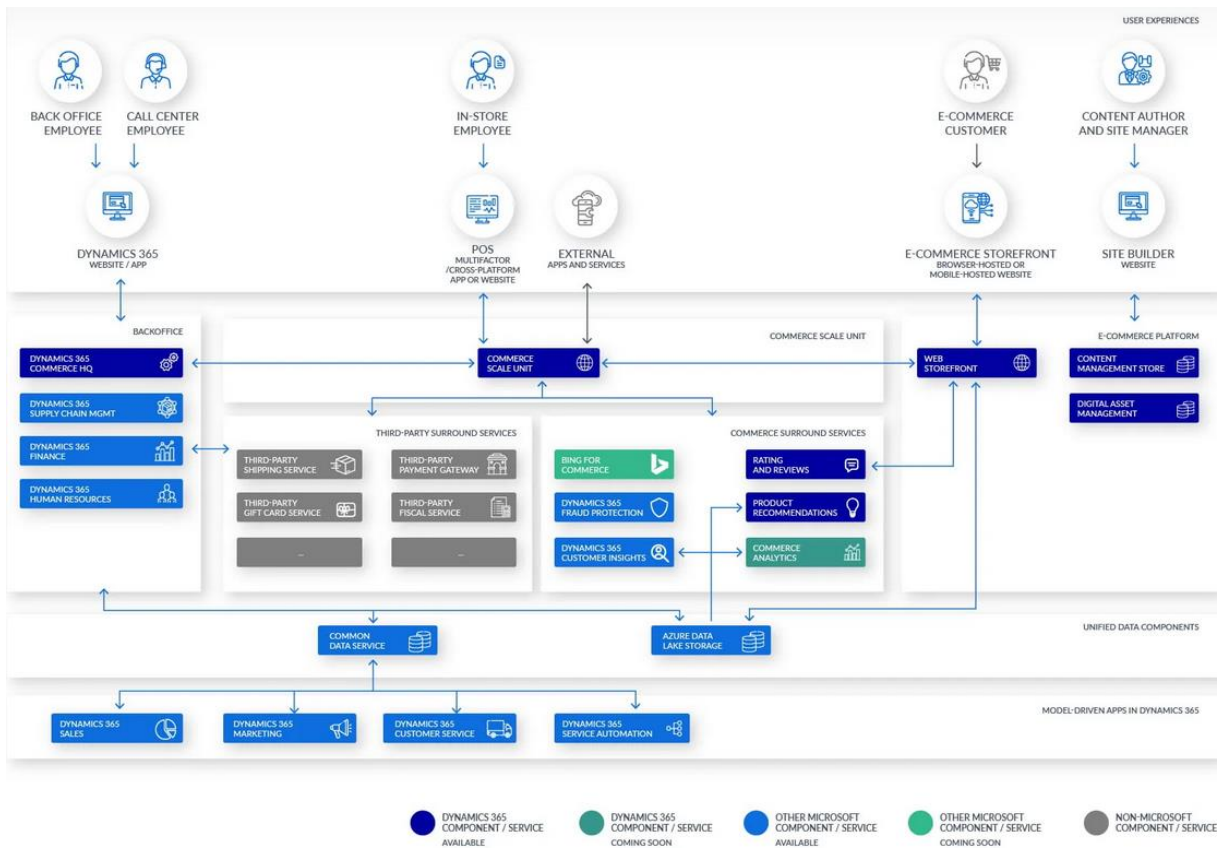 USER EXPERIENCES
BACK OFFICE
EMPLOYEE
CALL CENTER
EMPLOYEE
IN-STORE
EMPLOYEE
E-COMMERCE
CUSTOMER
CONTENT AUTHOR
AND SITE MANAGER
DYNAMICS 365
WEBSITE / APP
POS
MULTIFACTOR
/CROSS-PLATFORM
APP OR WEBSITE
EXTERNAL
APPS AND SERVICES
E-COMMERCE STOREFRONT
BROWSER-HOSTED OR
MOBILE-HOSTED WEBSITE
SITE BUILDER
WEBSITE
BACKOFFICE
DYNAMICS 365
COMMERCE HQ
DYNAMICS 365
SUPPLY CHAIN MGMT
DYNAMICS 365
FINANCE
DYNAMICS 365
HUMAN RESOURCES
COMMERCE SCALE UNIT
COMMERCE
SCALE UNIT
E-COMMERCE PLATFORM
WEB
STOREFRONT
CONTENT
MANAGEMENT STORE
DIGITAL ASSET
MANAGEMENT
THIRD-PARTY SURROUND SERVICES
THIRD-PARTY
SHIPPING SERVICE
THIRD-PARTY
PAYMENT GATEWAY
THIRD-PARTY
GIFT CARD SERVICE
THIRD-PARTY
FISCAL SERVICE
...
...
COMMERCE SURROUND SERVICES
BING FOR
COMMERCE
RATING
AND REVIEWS
DYNAMICS 365
FRAUD PROTECTION
PRODUCT
RECOMMENDATIONS
DYNAMICS 365
CUSTOMER INSIGHTS
COMMERCE
ANALYTICS
UNIFIED DATA COMPONENTS
COMMON
DATA SERVICE
AZURE DATA
LAKE STORAGE
MODEL-DRIVEN APPS IN DYNAMICS 365
DYNAMICS 365
SALES
DYNAMICS 365
MARKETING
DYNAMICS 365
CUSTOMER SERVICE
DYNAMICS 365
SERVICE AUTOMATION
DYNAMICS 365
COMPONENT / SERVICE
AVAILABLE
DYNAMICS 365
COMPONENT / SERVICE
COMING SOON
OTHER MICROSOFT
COMPONENT / SERVICE
AVAILABLE
OTHER MICROSOFT
COMPONENT / SERVICE
COMING SOON
NON-MICROSOFT
COMPONENT / SERVICE